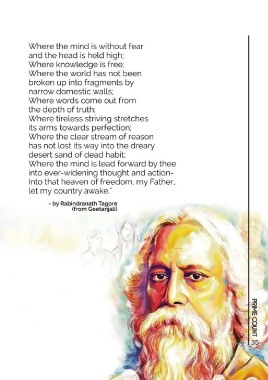 Where the mind is without fear
and the head is held high;
Where knowledge is free;
Where the world has not been
broken up into fragments by
narrow domestic walls;
Where words come out from
the depth of truth;
Where tireless striving stretches
its arms towards perfection;
Where the clear stream of reason
has not lost its way into the dreary
desert sand of dead habit;
Where the mind is lead forward by thee
into ever-widening thought and action-
Into that heaven of freedom, my Father,
let my country awake."
- by Rabindranath Tagore
(from Geetanjali)
PRIME COUNT